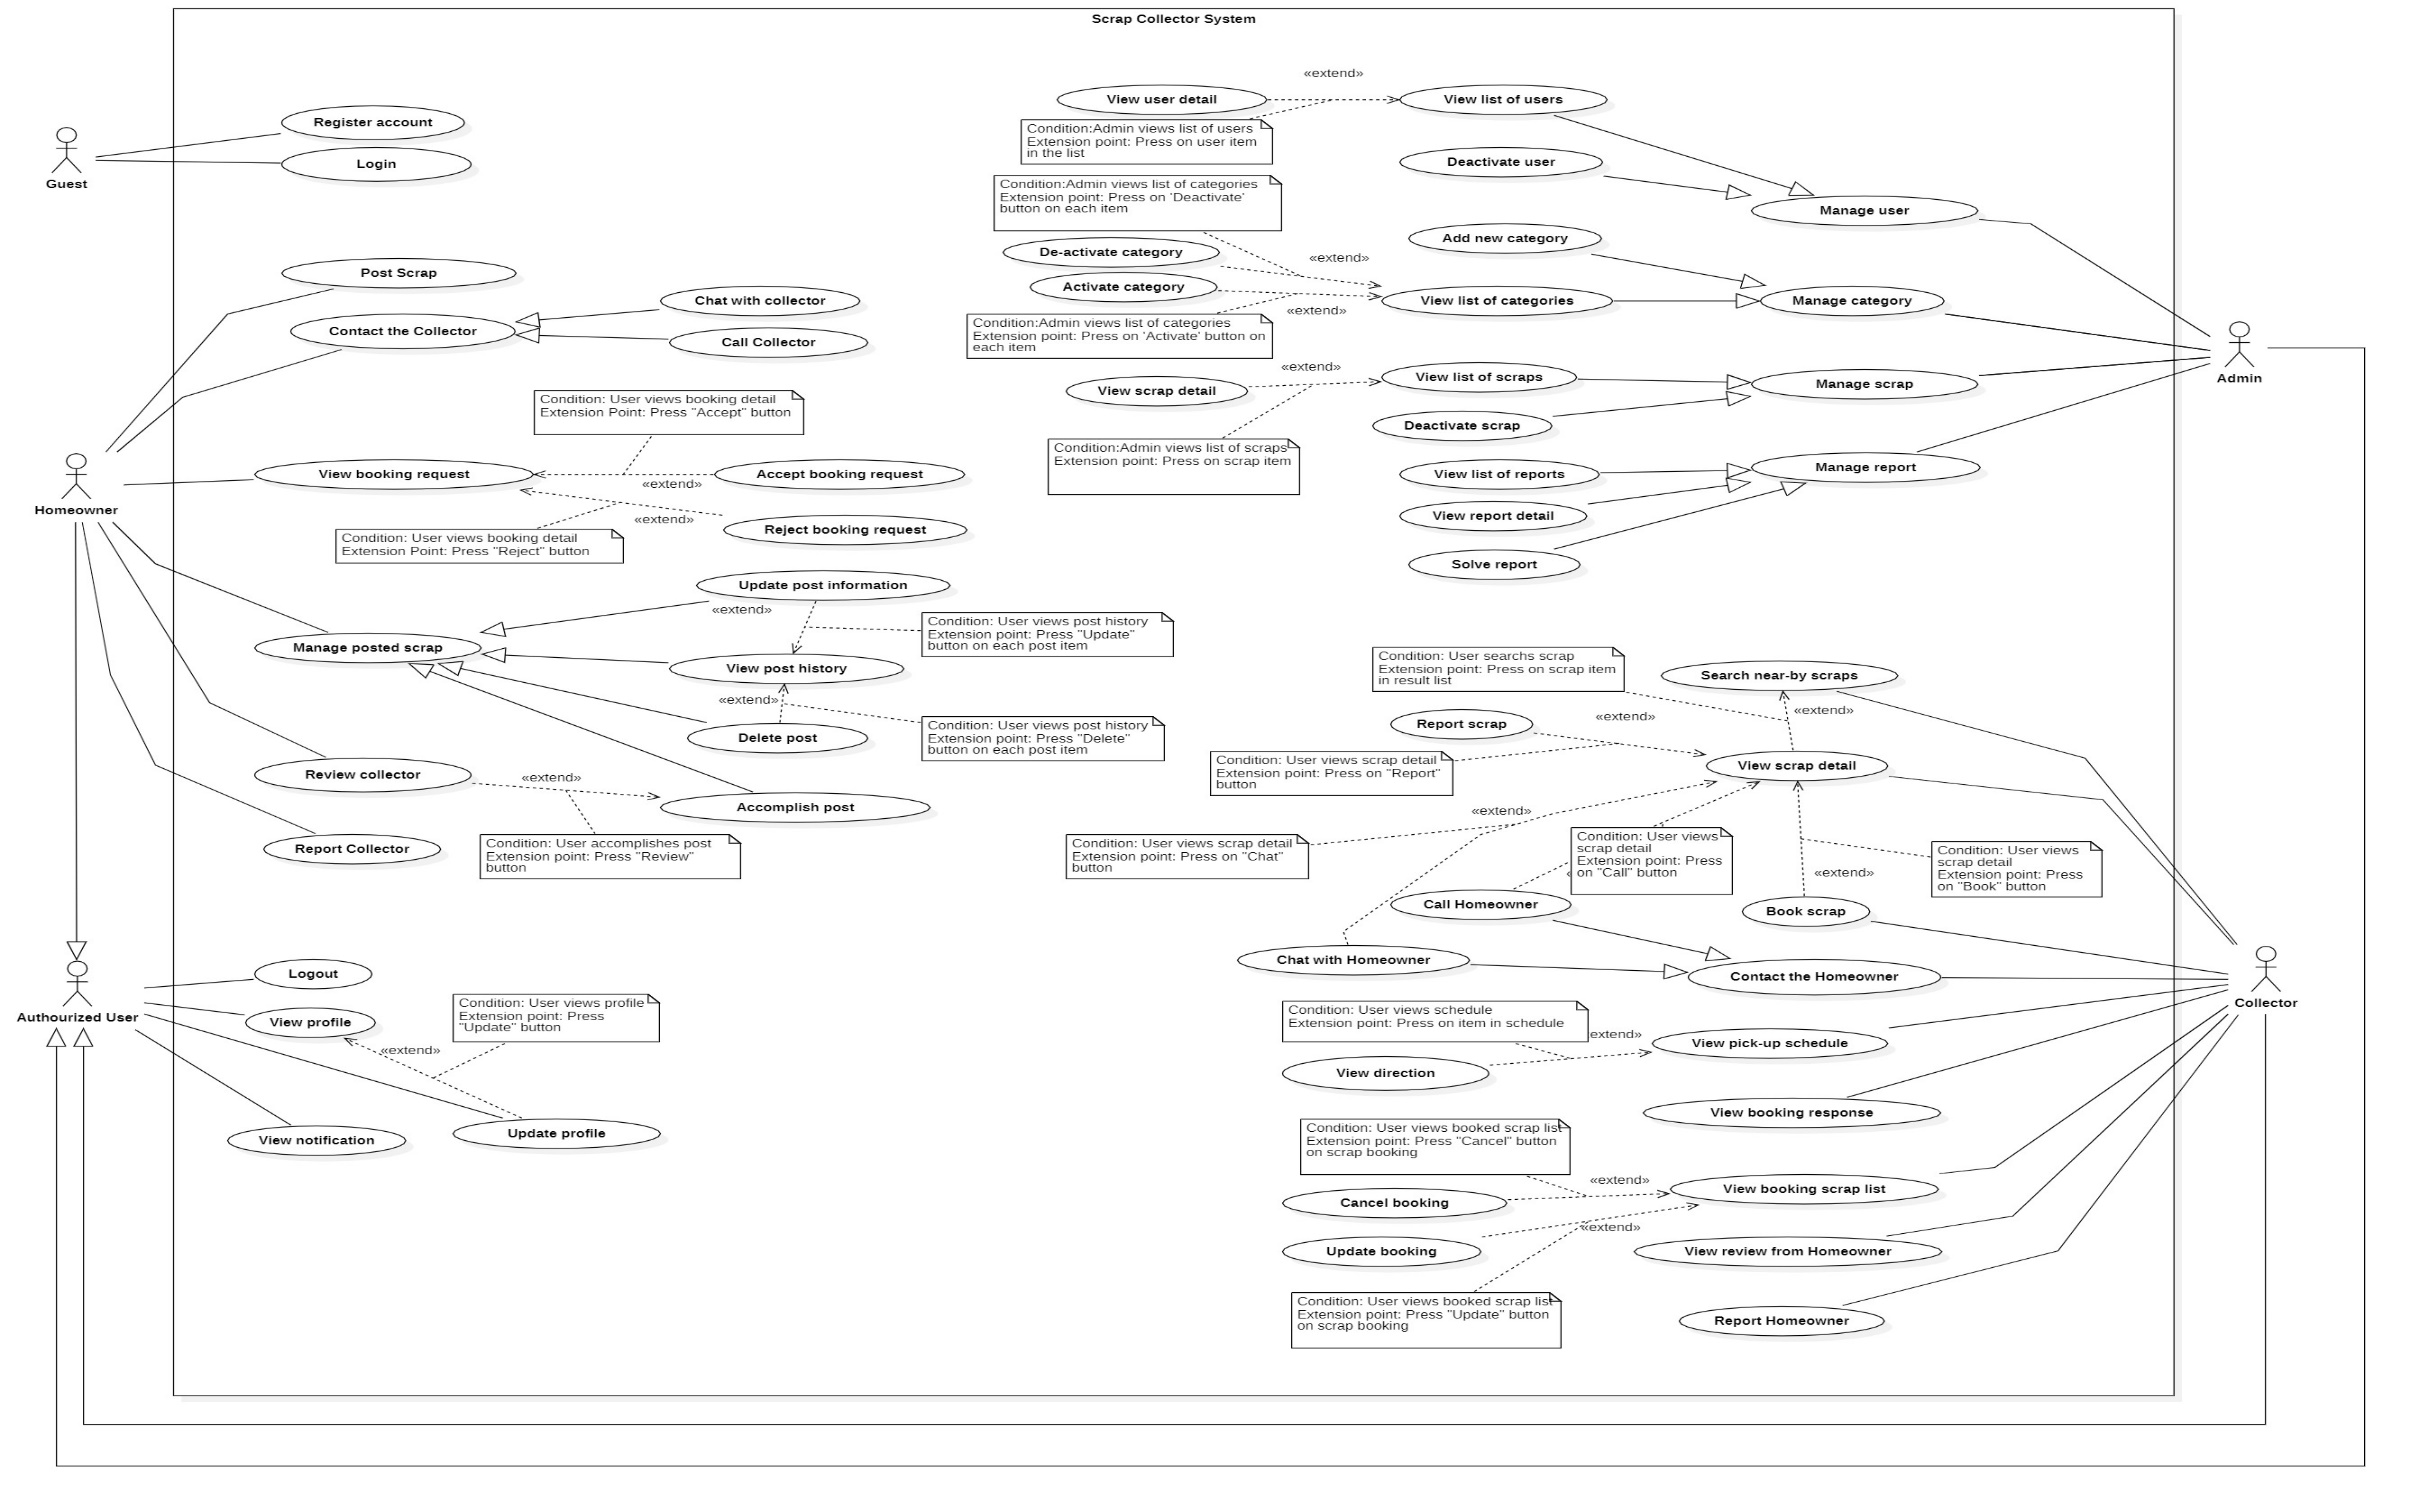 Scrap Collector System
Guest
Register account
Login
Post Scrap
Contact the Collector
Chat with collector
Call Collector
Homeowner
Condition: User views booking detail
Extension Point: Press "Accept" button
View booking request
Accept booking request
«extend»
«extend»
Reject booking request
Condition: User views booking detail
Extension Point: Press "Reject" button
Update post information
«extend»
Condition: User views post history
Extension point: Press "Update"
button on each post item
Manage posted scrap
View post history
«extend»
Condition: User views post history
Extension point: Press "Delete"
button on each post item
Delete post
Review collector
«extend»
Accomplish post
Report Collector
Condition: User accomplishes post
Extension point: Press "Review"
button
Authourized User
Logout
View profile
Condition: User views profile
Extension point: Press
"Update" button
«extend»
View notification
Update profile
«extend»
View user detail
View list of users
Condition:Admin views list of users
Extension point: Press on user item
in the list
Deactivate user
Condition:Admin views list of categories
Extension point: Press on 'Deactivate'
button on each item
Manage user
Add new category
De-activate category
«extend»
Activate category
View list of categories
Manage category
«extend»
Condition:Admin views list of categories
Extension point: Press on 'Activate' button on
each item
«extend»
View scrap detail
View list of scraps
Manage scrap
Deactivate scrap
Admin
Condition:Admin views list of scraps
Extension point: Press on scrap item
View list of reports
Manage report
View report detail
Solve report
Condition: User searchs scrap
Extension point: Press on scrap item
in result list
Search near-by scraps
«extend»
Report scrap
«extend»
Condition: User views scrap detail
Extension point: Press on "Report"
button
View scrap detail
«extend»
Condition: User views scrap detail
Extension point: Press on "Chat"
button
Condition: User views
scrap detail
Extension point: Press
on "Call" button
Condition: User views
scrap detail
Extension point: Press
on "Book" button
«extend»
Call Homeowner
Book scrap
Chat with Homeowner
Contact the Homeowner
Collector
Condition: User views schedule
Extension point: Press on item in schedule
extend»
View pick-up schedule
View direction
View booking response
Condition: User views booked scrap list
Extension point: Press "Cancel" button
on scrap booking
«extend»
Cancel booking
View booking scrap list
«extend»
Update booking
View review from Homeowner
Condition: User views booked scrap list
Extension point: Press "Update" button
on scrap booking
Report Homeowner